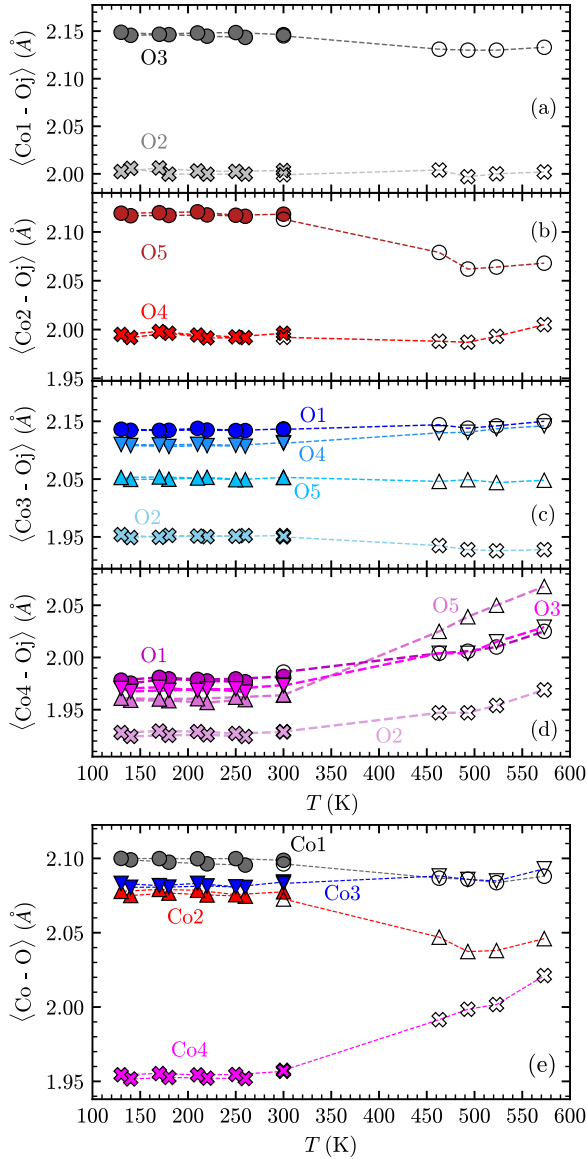 2.15
2.10
2.05
2.00
⟨Co1 - Oj⟩ (Å)
O3
O2
(a)
2.10
2.00
1.95
⟨Co2 - Oj⟩ (Å)
O5
O4
(b)
2.15
2.05
1.95
⟨Co3 - Oj⟩ (Å)
O1
O4
O5
O2
(c)
2.05
2.00
1.95
⟨Co4 - Oj⟩ (Å)
O5
O3
O1
O2
(d)
100 150 200 250 300 350 400 450 500 550 600
T (K)
2.10
2.05
2.00
1.95
⟨Co - O⟩ (Å)
Co1
Co3
Co2
Co4
(e)
100 150 200 250 300 350 400 450 500 550 600
T (K)